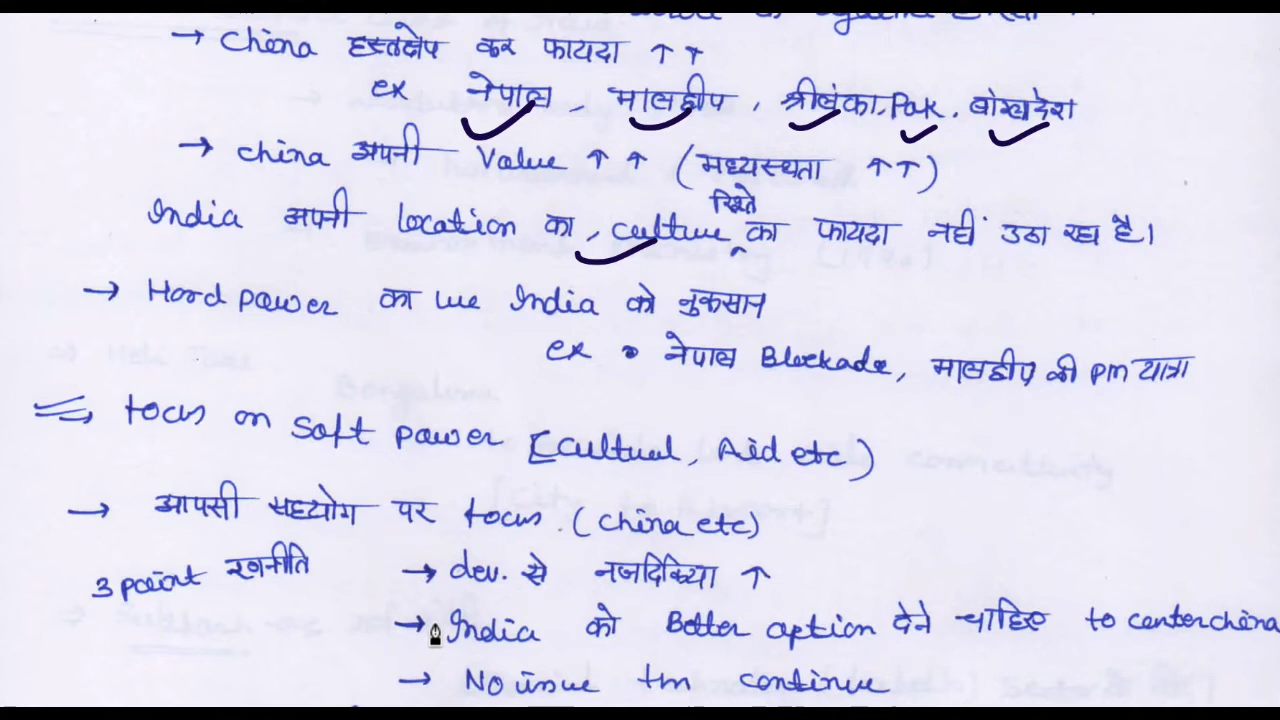 → China हस्तक्षेप कर फायदा ↑ ↑
ex नेपाल मालद्वीप, श्रीलंका, Pak, बांग्लादेश
→ China अपनी Value ↑ ↑ (मध्यस्थता ↑↑)
रिश्ते
India अपनी location का, culture का फायदा नहीं उठा रहा है।
→ Hard power का use India को नुकसान
ex • नेपाल Blockade, मालद्वीप की PM यात्रा
⇒ focus on Soft power [cultural, Aid etc)
→ आपसी सहयोग पर focus (China etc)
3 point रणनीति → dev. से नजदिकिया ↑
→ India को Better option देने चाहिए to center china
→ No issue continue